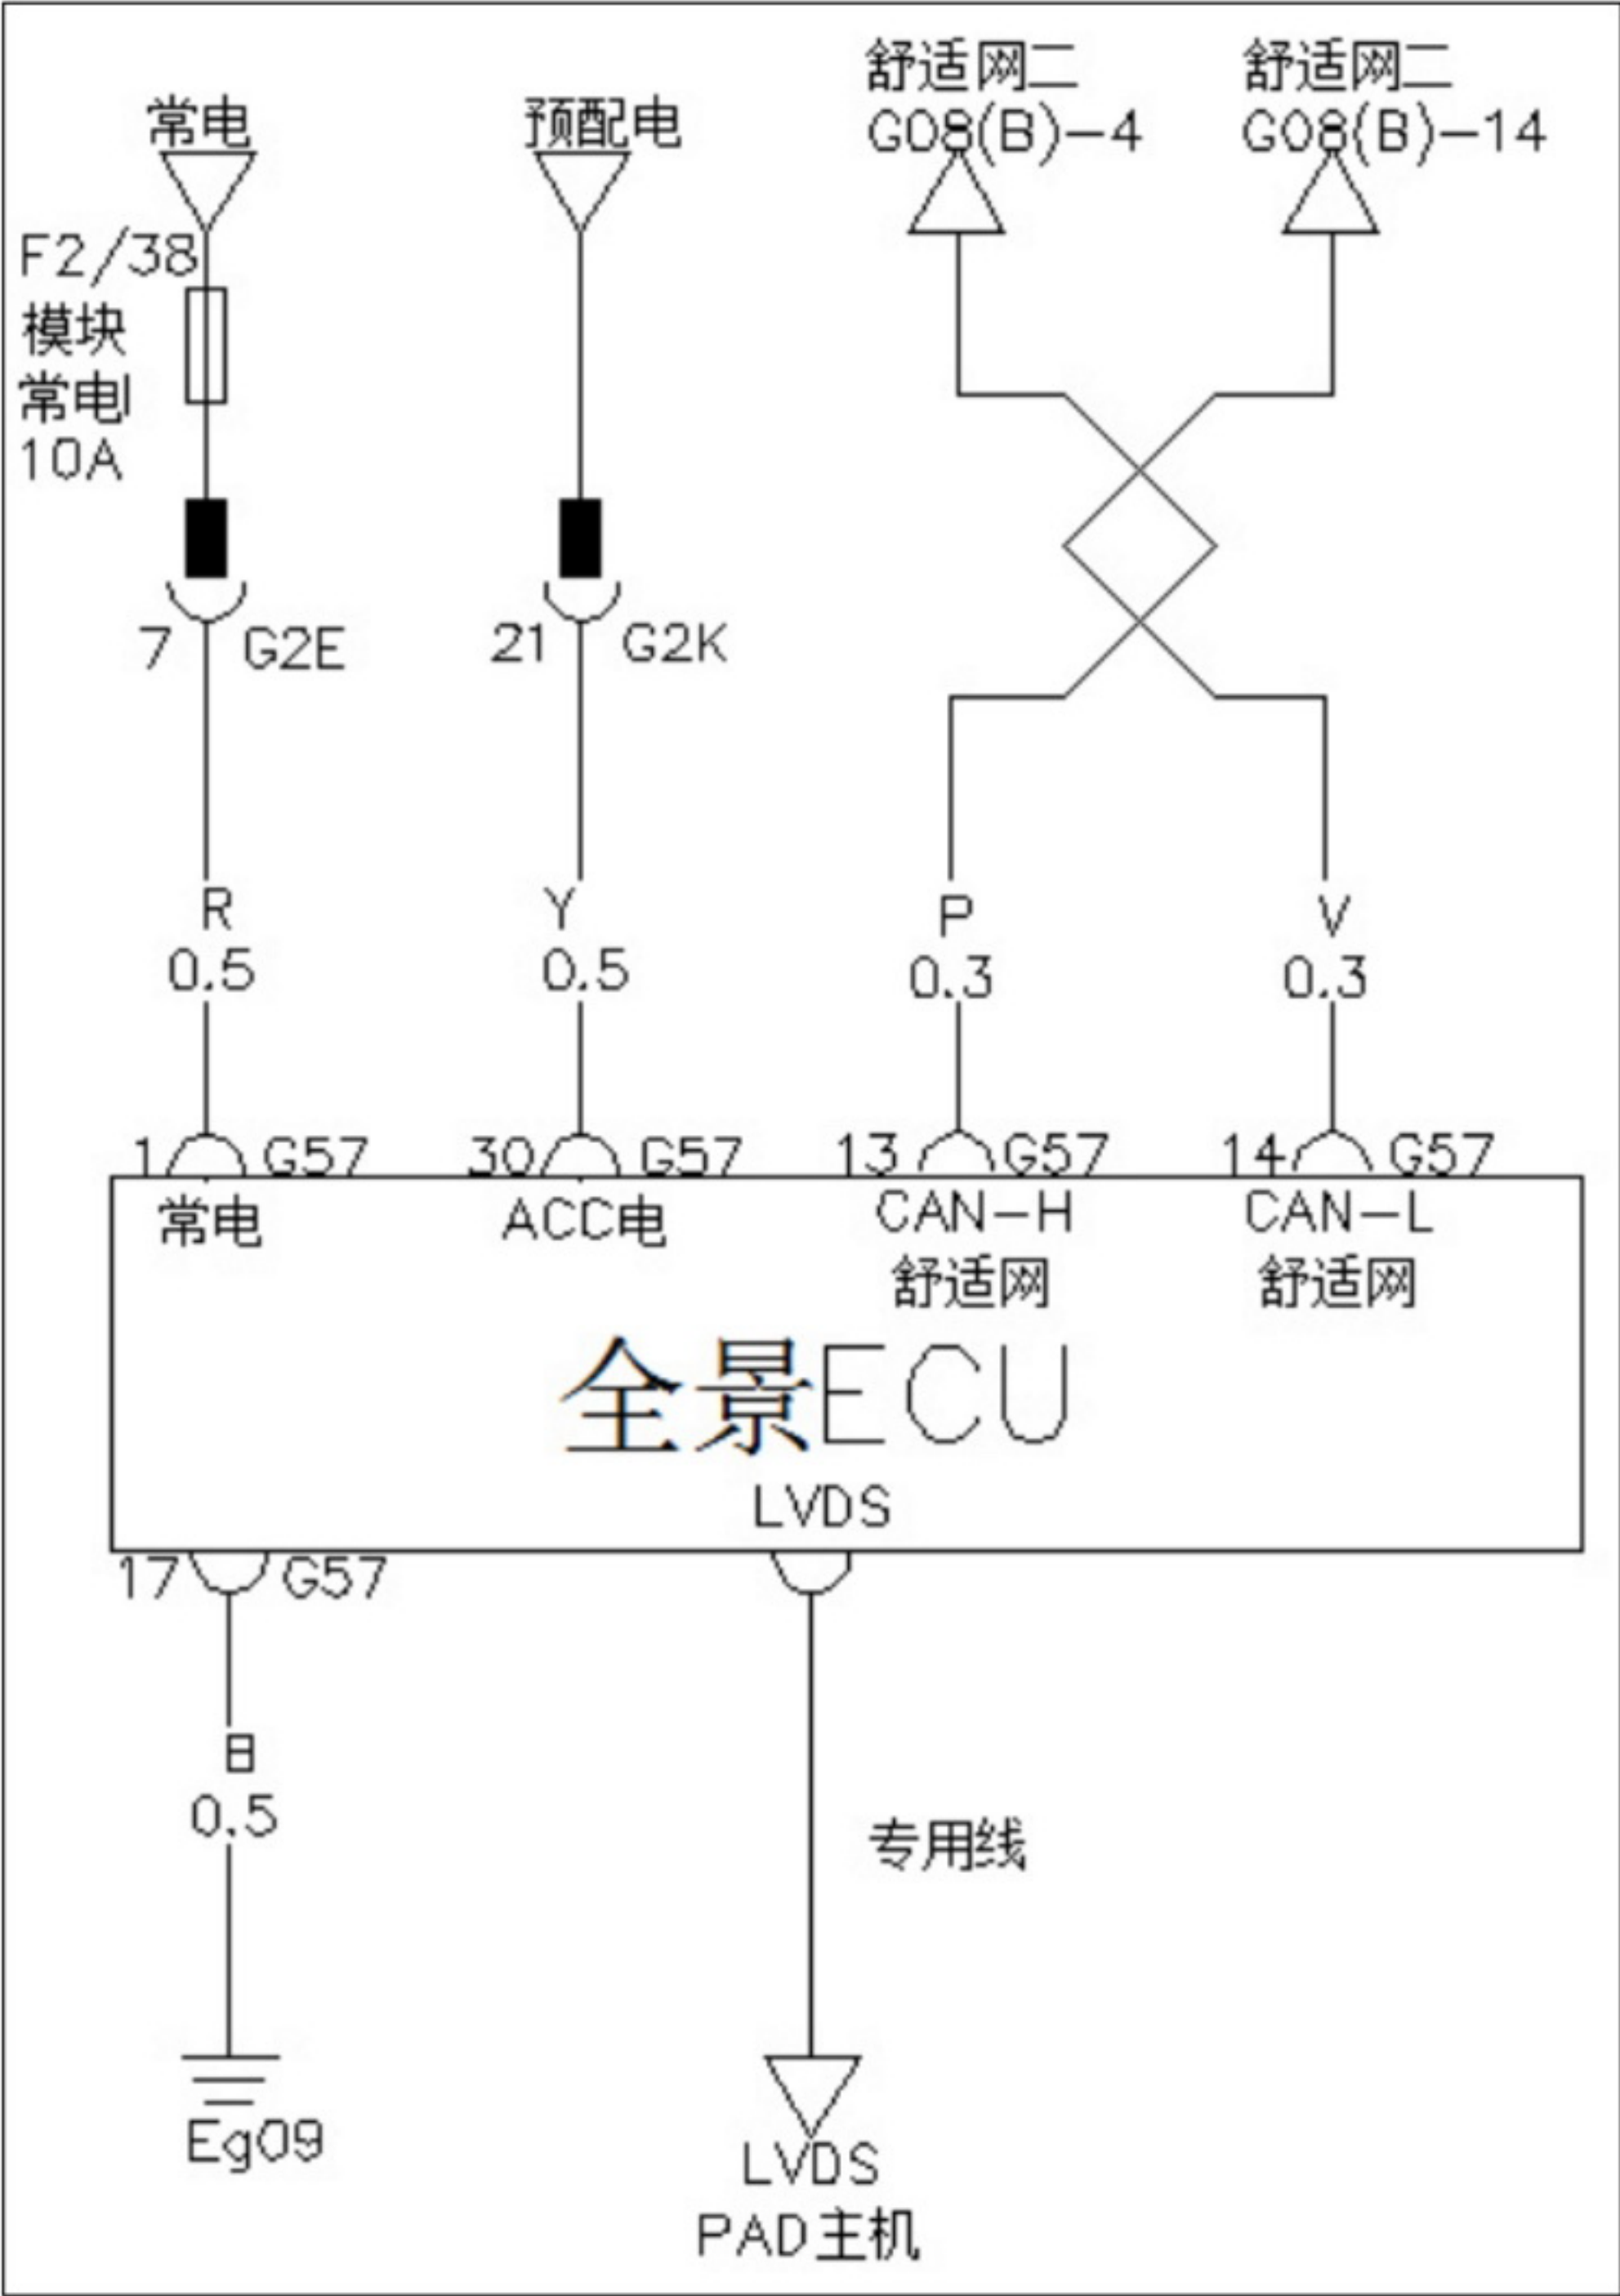 常电
预配电
舒适网二
G08(B)-4
舒适网二
G08(B)-14
F2/38
模块
常电I
10A
7 G2E
21 G2K
R
0.5
Y
0.5
P
0.3
V
0.3
1 G57
30 G57
13 G57
14 G57
常电
ACC电
CAN-H
舒适网
CAN-L
舒适网
全景ECU
LVDS
17 G57
B
0.5
专用线
Eg09
LVDS
PAD主机